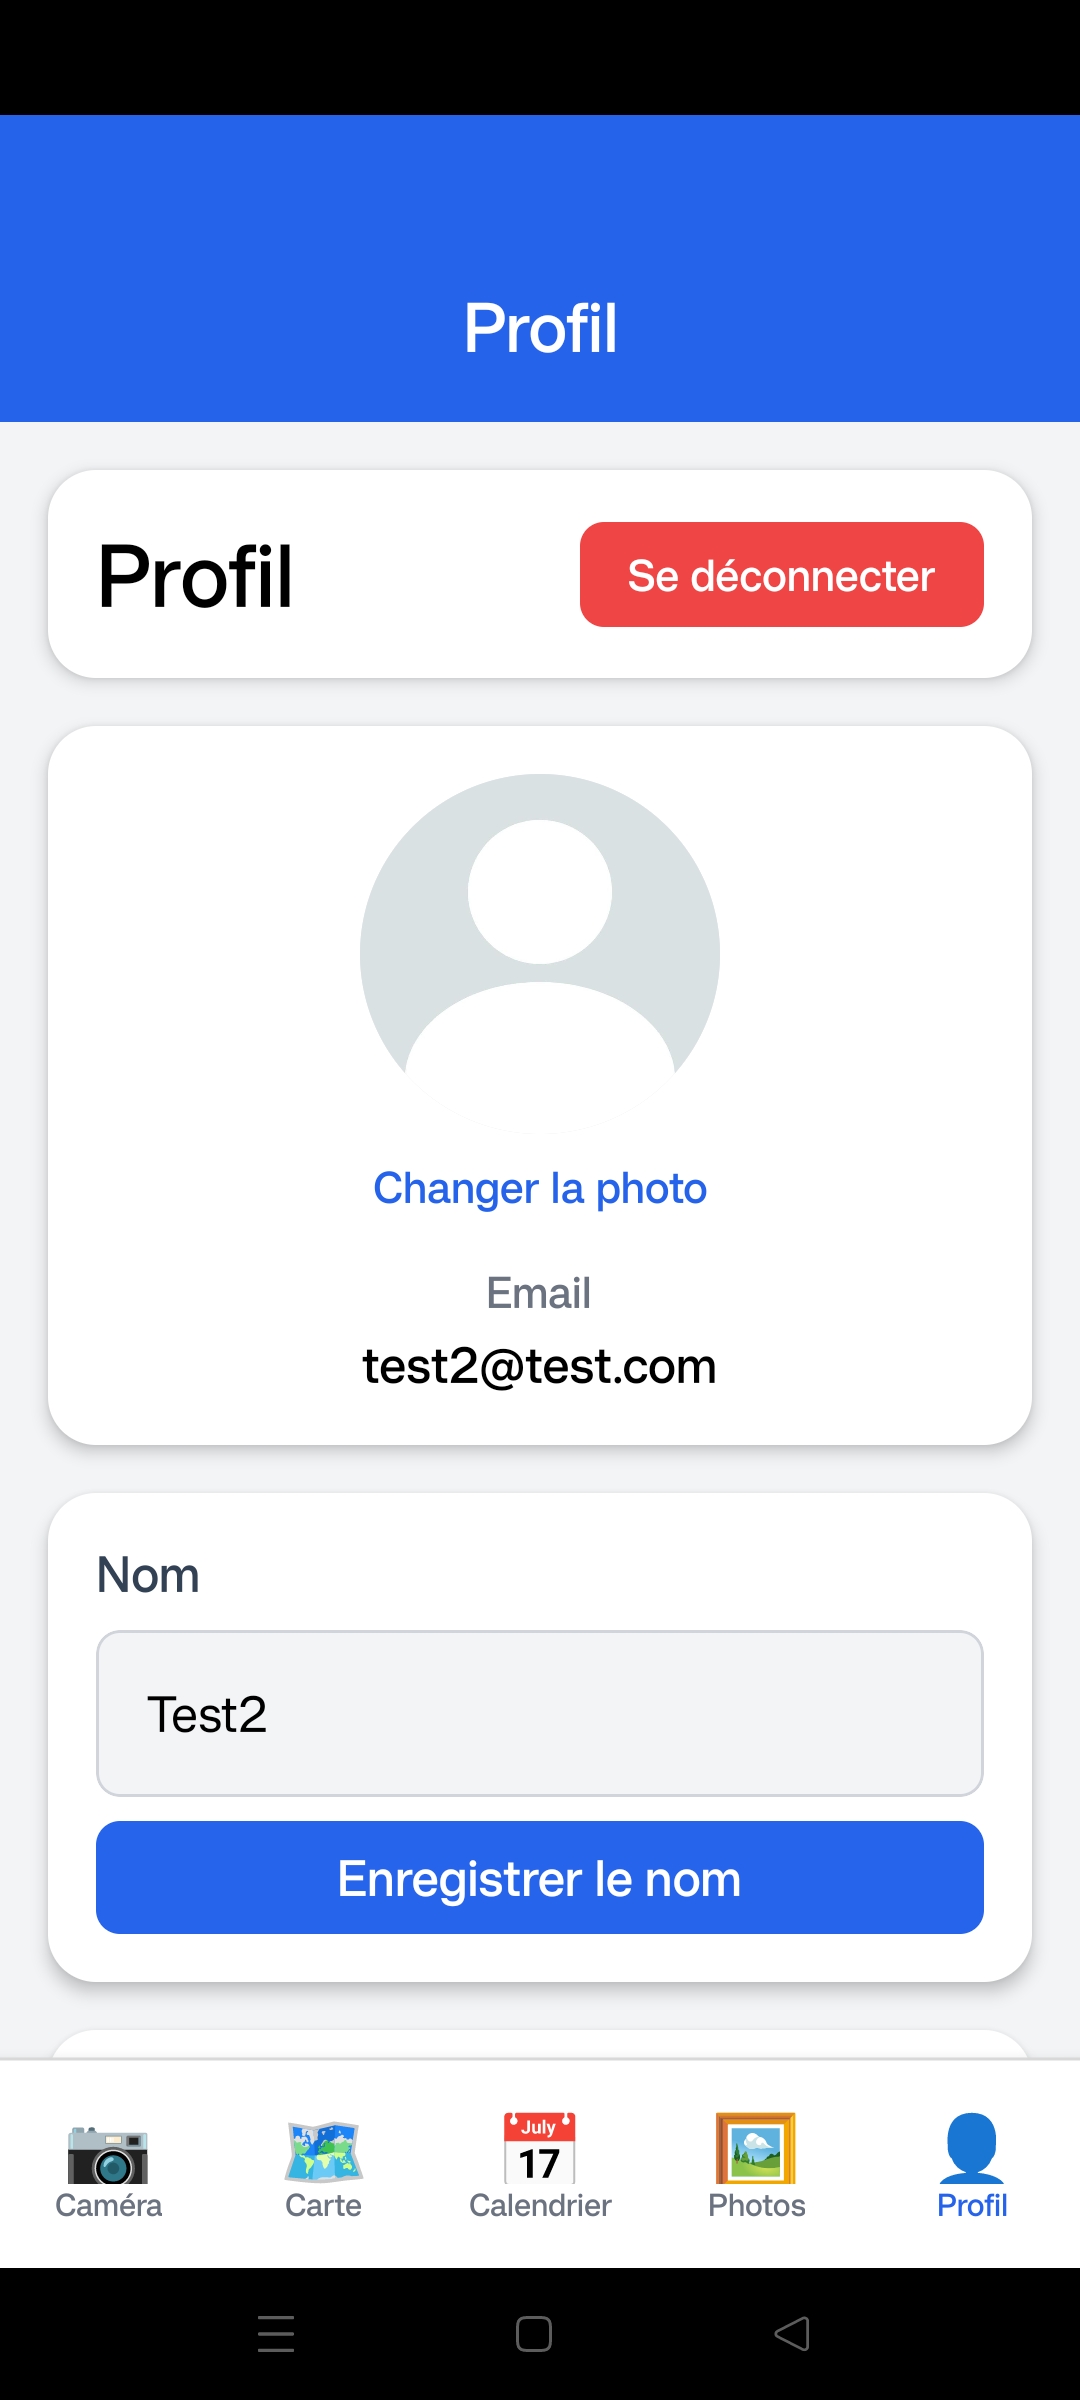 Profil
Profil
Se déconnecter
Changer la photo
Email
test2@test.com
Nom
Test2
Enregistrer le nom
July
17
Caméra
Carte
Calendrier
Photos
Profil